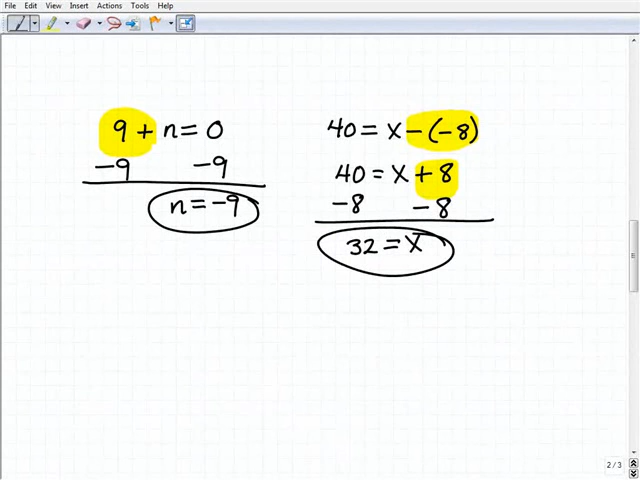 File Edit View Insert Actions Tools Help
9 + n = 0
-9 -9
n = -9
40 = x - (-8)
40 = x + 8
-8 -8
32 = x
2 / 3